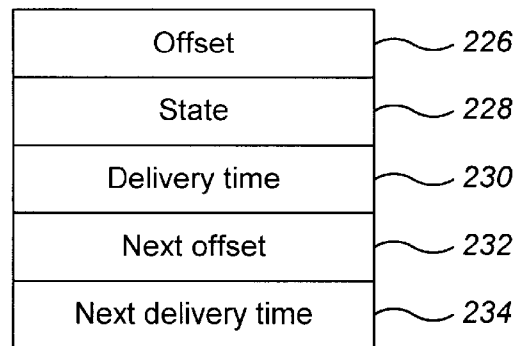 Offset 226
State 228
Delivery time 230
Next offset 232
Next delivery time 234